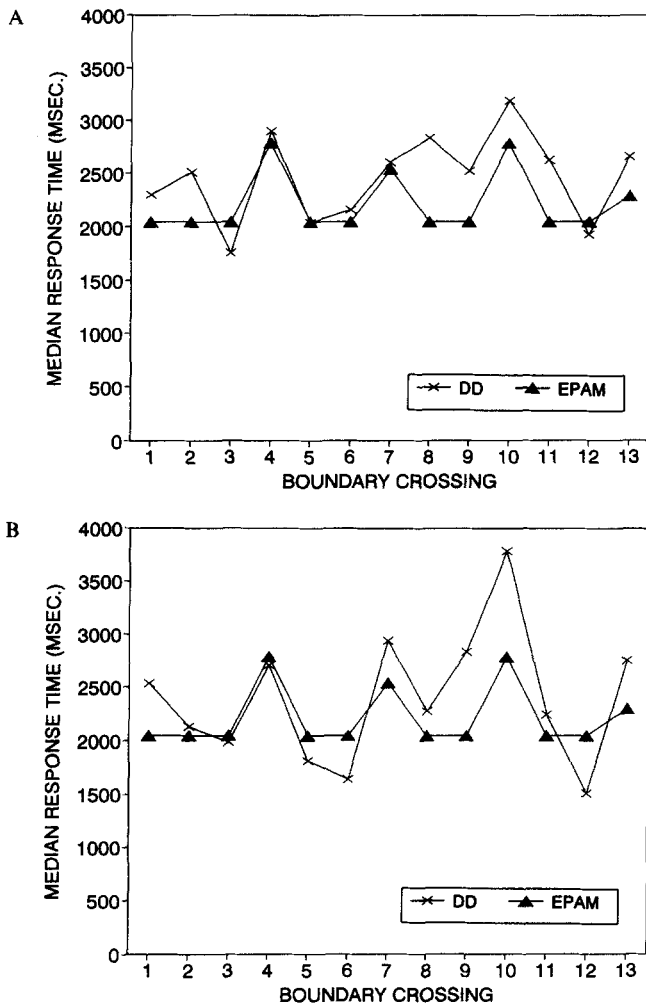 A
MEDIAN RESPONSE TIME (MSEC.)
4000
3500
3000
2500
2000
1500
1000
500
0
DD EPAM
1 2 3 4 5 6 7 8 9 10 11 12 13
BOUNDARY CROSSING
B
MEDIAN RESPONSE TIME (MSEC.)
4000
3500
3000
2500
2000
1500
1000
500
0
DD EPAM
1 2 3 4 5 6 7 8 9 10 11 12 13
BOUNDARY CROSSING